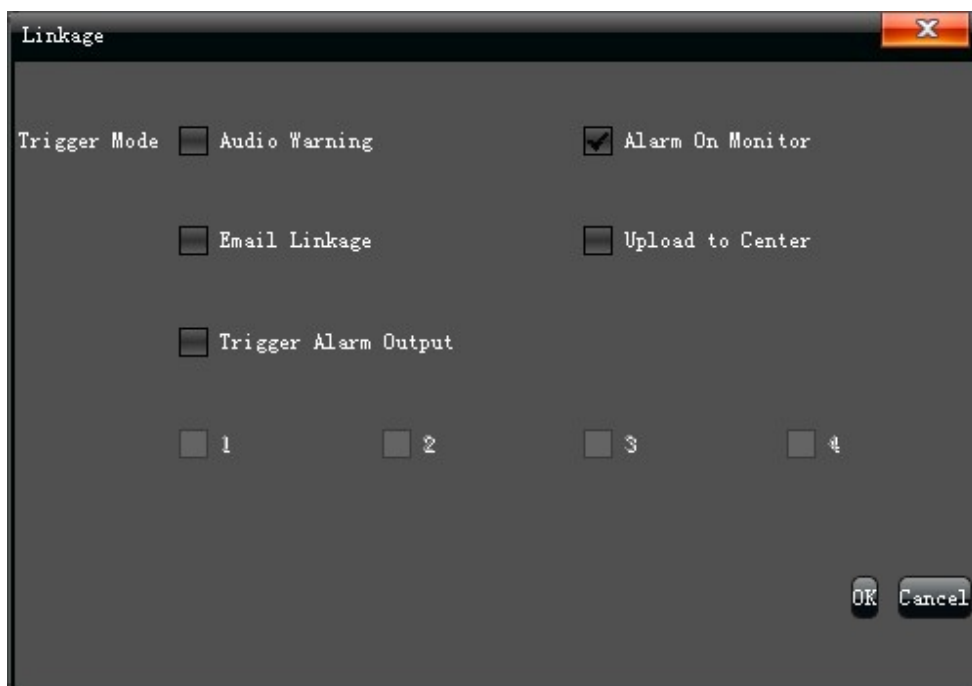 Linkage
Trigger Mode Audio Warning Alarm On Monitor
Email Linkage Upload to Center
Trigger Alarm Output
1 2 3 4
OK Cancel